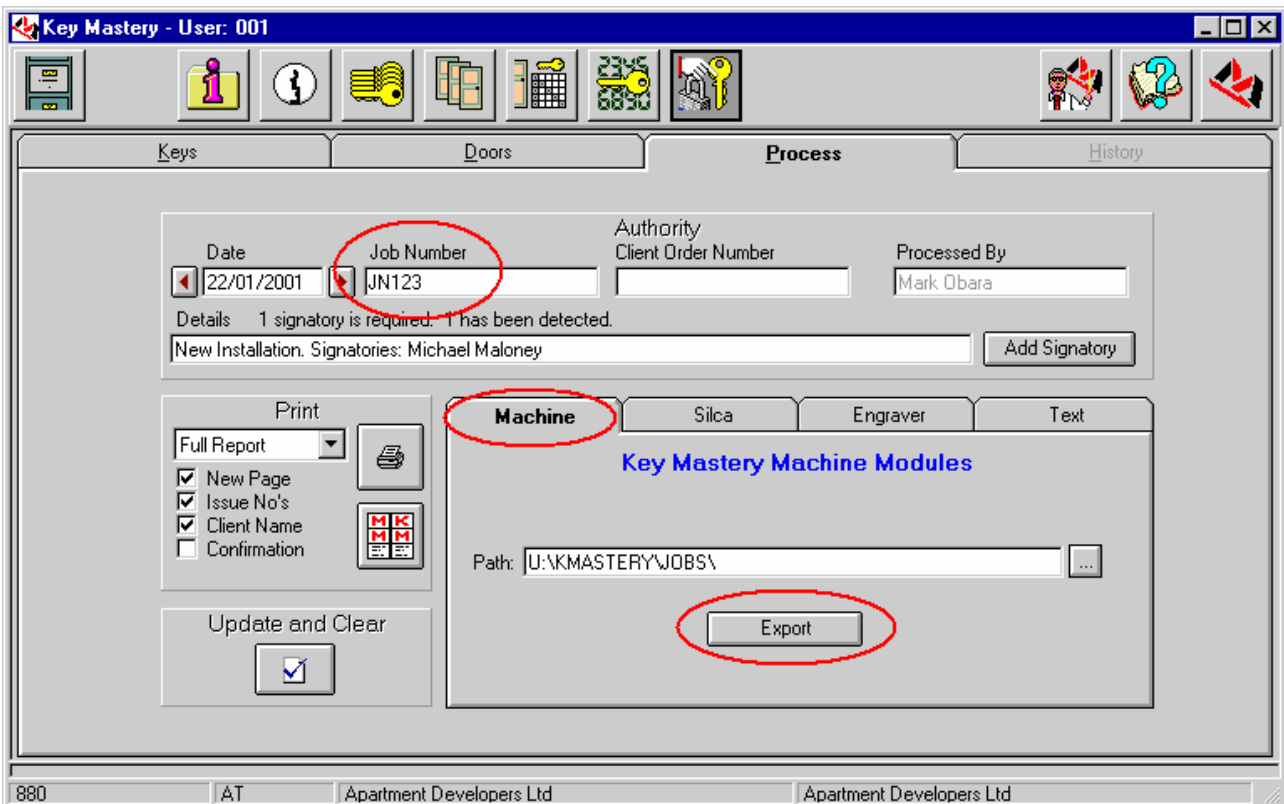 Key Mastery - User: 001
2345
6890
Keys Doors Process History
Authority
Date Job Number Client Order Number Processed By
22/01/2001 JN123 Mark Obara
Details 1 signatory is required. 1 has been detected.
New Installation. Signatories: Michael Maloney Add Signatory
Print
Full Report
New Page
Issue No's
Client Name
Confirmation
M K
M M
Update and Clear
Machine Silca Engraver Text
Key Mastery Machine Modules
Path: U:\KMASTERY\JOBS\ ...
Export
880 AT Apartment Developers Ltd Apartment Developers Ltd